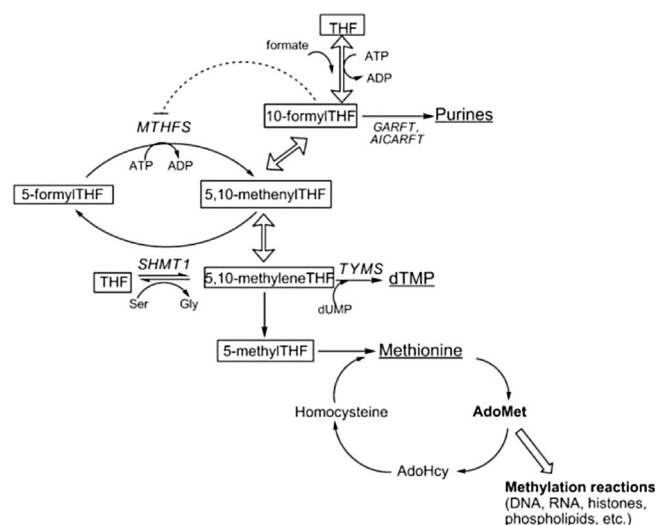 THF
formate
ATP
ADP
10-formylTHF
Purines
GARFT,
AICARFT
MTHFS
ATP
ADP
5-formylTHF
5,10-methenylTHF
SHMT1
THF
Ser
Gly
5,10-methyleneTHF
TYMS
dTMP
dUMP
5-methylTHF
Methionine
Homocysteine
AdoMet
AdoHcy
Methylation reactions
(DNA, RNA, histones,
phospholipids, etc.)